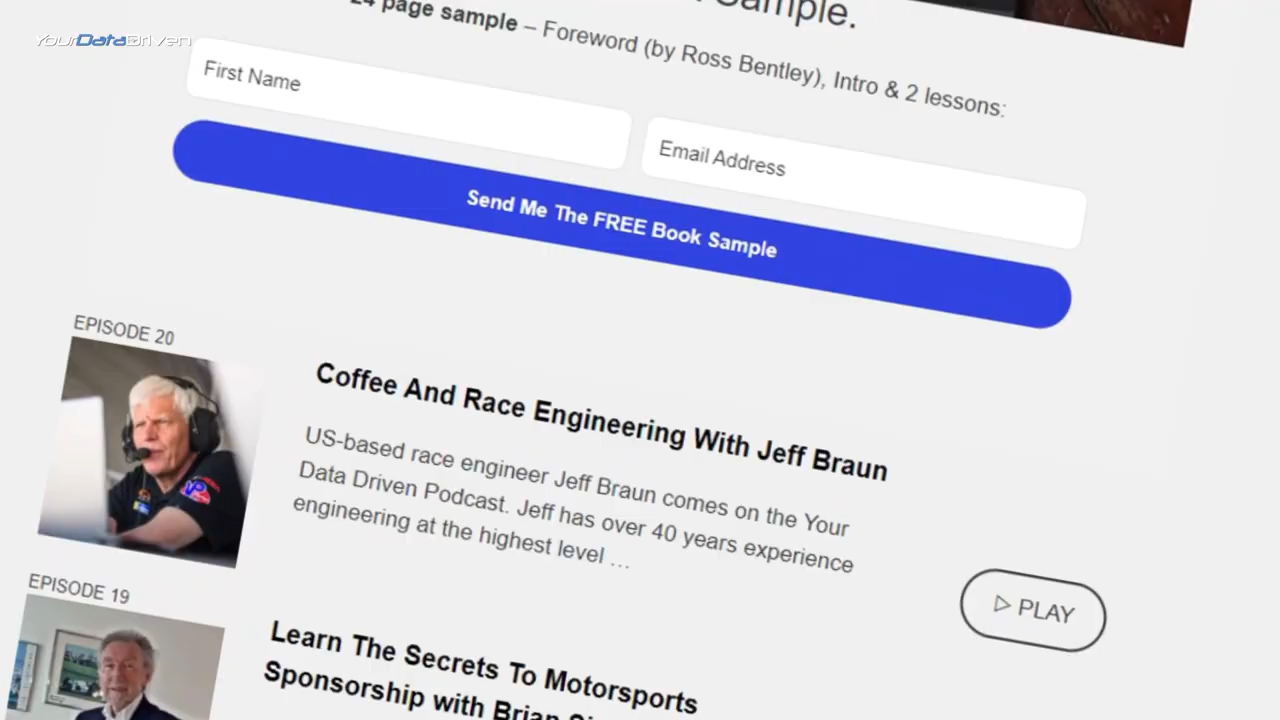 YourDataDriven
Sample.
24 page sample – Foreword (by Ross Bentley), Intro & 2 lessons:
First Name
Email Address
Send Me The FREE Book Sample
EPISODE 20
Coffee And Race Engineering With Jeff Braun
US-based race engineer Jeff Braun comes on the Your
Data Driven Podcast. Jeff has over 40 years experience
engineering at the highest level …
PLAY
EPISODE 19
Learn The Secrets To Motorsports
Sponsorship with Brian